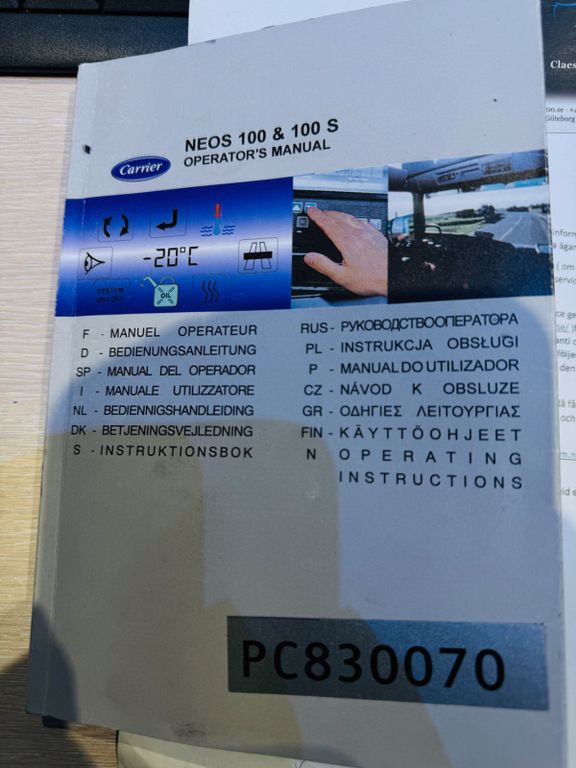 NEOS 100 & 100 S
OPERATOR'S MANUAL
Carrier
-20°C
SYSTEM
ON/OFF
OIL
F - MANUEL OPERATEUR
D - BEDIENUNGSANLEITUNG
SP - MANUAL DEL OPERADOR
I - MANUALE UTILIZZATORE
NL - BEDIENNIGSHANDLEIDING
DK - BETJENINGSVEJLEDNING
S - INSTRUKTIONSBOK
RUS - РУКОВОДСТВООПЕРАТОРА
PL - INSTRUKCJA OBSŁUGI
P - MANUAL DO UTILIZADOR
CZ - NÁVOD K OBSLUZE
GR - ΟΔΗΓΙΕΣ ΛΕΙΤΟΥΡΓΙΑΣ
FIN - KÄYTTÖOHJEET
N OPERATING
INSTRUCTIONS
PC830070
Claes
Göteborg